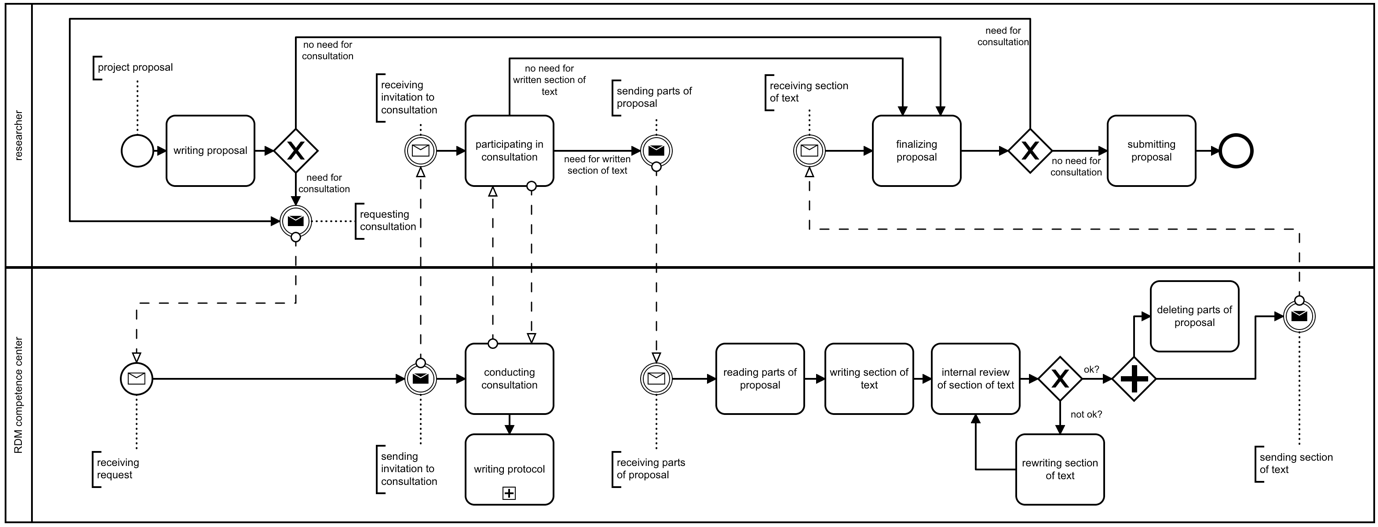 researcher
project proposal
writing proposal
no need for
consultation
need for
consultation
requesting
consultation
receiving
invitation to
consultation
participating in
consultation
no need for
written section of
text
need for written
section of text
sending parts of
proposal
receiving section
of text
finalizing
proposal
need for
consultation
no need for
consultation
submitting
proposal
RDM competence center
receiving
request
sending
invitation to
consultation
conducting
consultation
writing protocol
receiving parts
of proposal
reading parts of
proposal
writing section of
text
internal review
of section of text
ok?
not ok?
rewriting section
of text
deleting parts of
proposal
sending section
of text